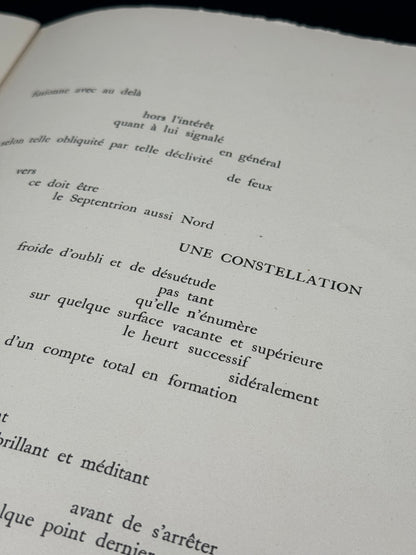 fusionne avec au delà
hors l'intérêt
quant à lui signalé
en général
selon telle obliquité par telle déclivité
de feux
vers
ce doit être
le Septentrion aussi Nord
UNE CONSTELLATION
froide d'oubli et de désuétude
pas tant
qu'elle n'énumère
sur quelque surface vacante et supérieure
le heurt successif
sidéralement
d'un compte total en formation
brillant et méditant
avant de s'arrêter
point dernier